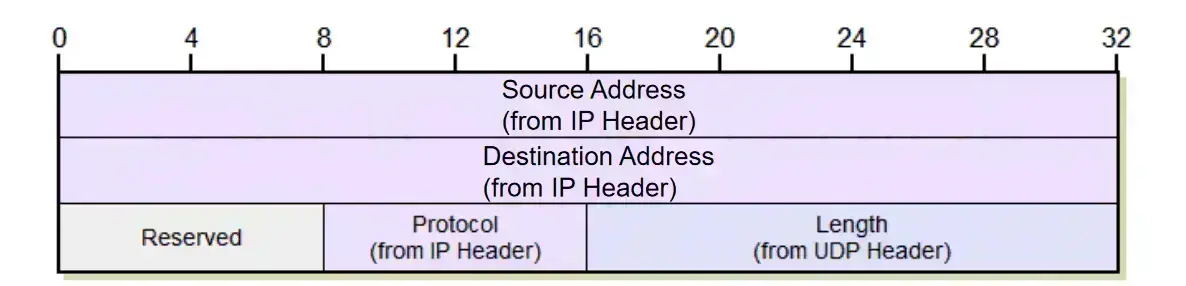 0 4 8 12 16 20 24 28 32
Source Address
(from IP Header)
Destination Address
(from IP Header)
Reserved
Protocol
(from IP Header)
Length
(from UDP Header)